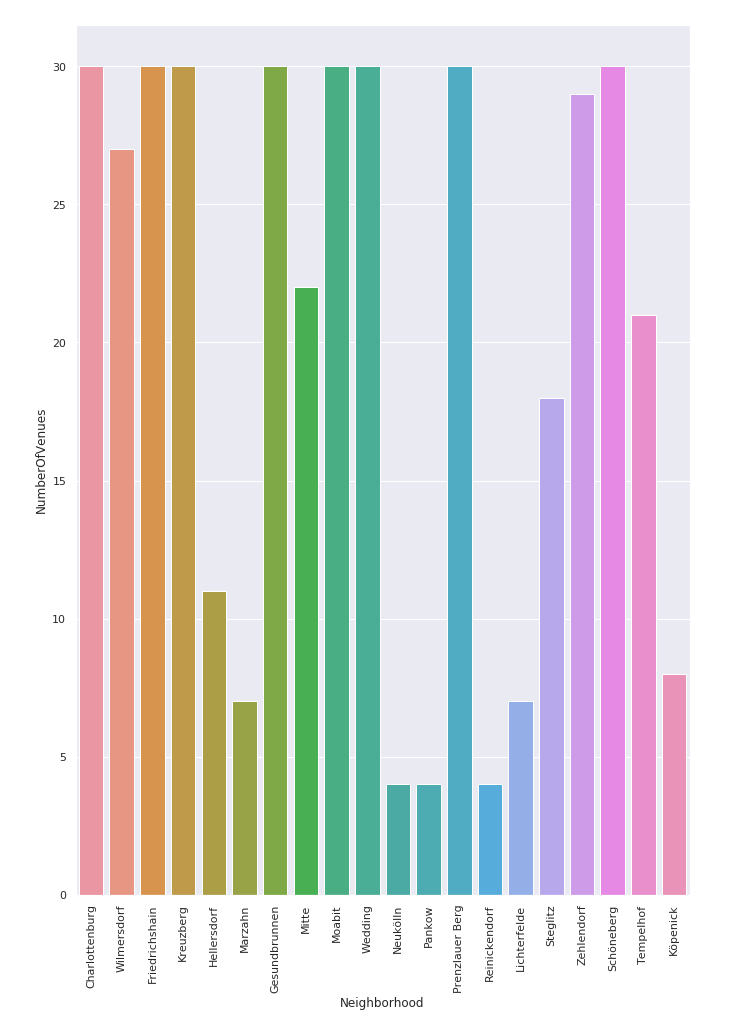 30
25
20
15
10
5
0
NumberOfVenues
Charlottenburg
Wilmersdorf
Friedrichshain
Kreuzberg
Hellersdorf
Marzahn
Gesundbrunnen
Mitte
Moabit
Wedding
Neukölln
Pankow
Prenzlauer Berg
Reinickendorf
Lichterfelde
Steglitz
Zehlendorf
Schöneberg
Tempelhof
Köpenick
Neighborhood